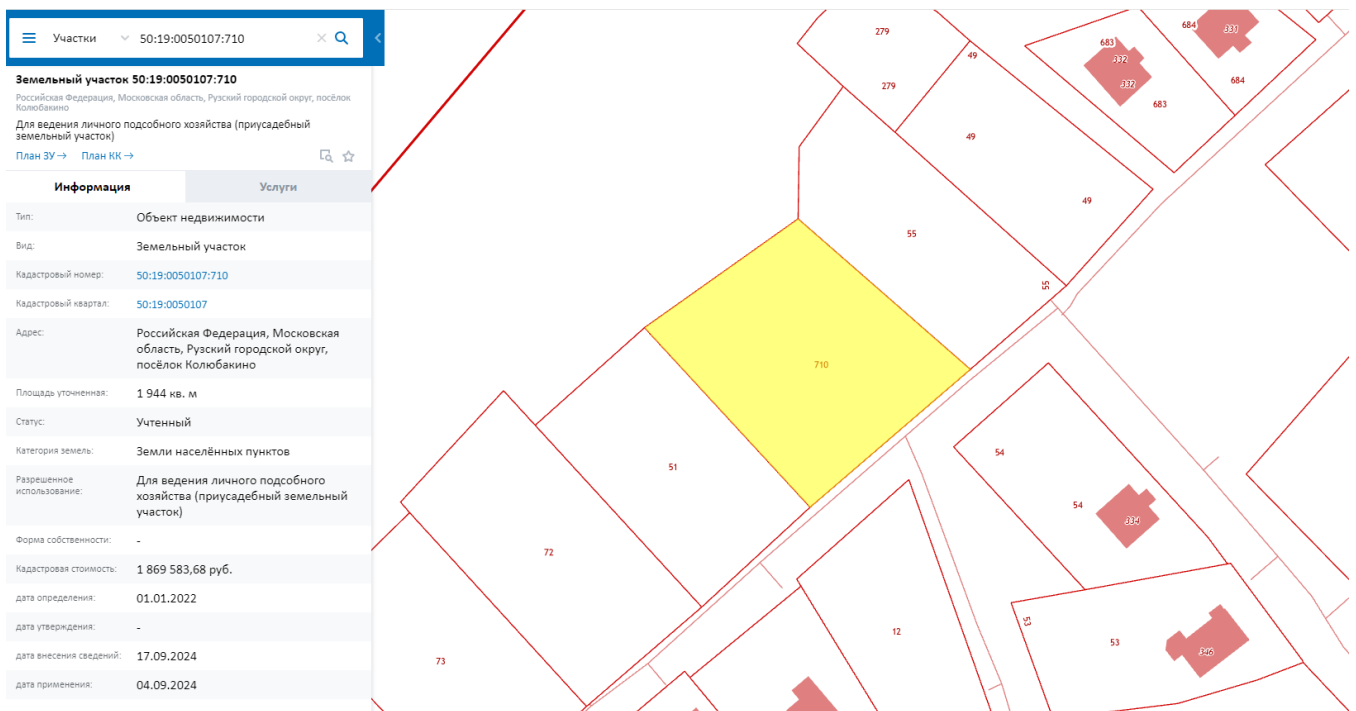 Участки
50:19:0050107:710
Земельный участок 50:19:0050107:710
Российская Федерация, Московская область, Рузский городской округ, посёлок
Колюбакино
Для ведения личного подсобного хозяйства (приусадебный
земельный участок)
План ЗУ → План КК →
Информация
Услуги
Тип: Объект недвижимости
Вид: Земельный участок
Кадастровый номер: 50:19:0050107:710
Кадастровый квартал: 50:19:0050107
Адрес: Российская Федерация, Московская
область, Рузский городской округ,
посёлок Колюбакино
Площадь уточненная: 1 944 кв. м
Статус: Учтенный
Категория земель: Земли населённых пунктов
Разрешенное
использование:
Для ведения личного подсобного
хозяйства (приусадебный земельный
участок)
Форма собственности: -
Кадастровая стоимость: 1 869 583,68 руб.
дата определения: 01.01.2022
дата утверждения: -
дата внесения сведений: 17.09.2024
дата применения: 04.09.2024
279
279
49
49
49
683
332
332
683
684
331
684
55
55
710
51
72
73
54
54
334
12
53
53
346